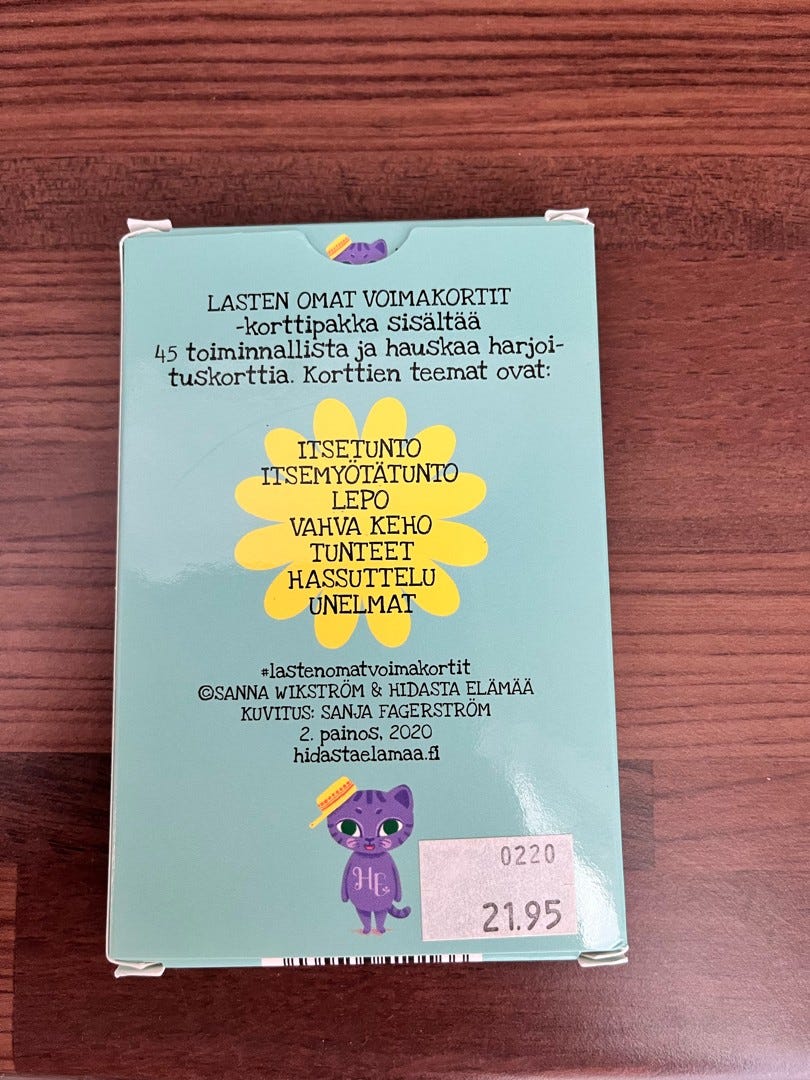 LASTEN OMAT VOIMAKORTIT
-korttipakka sisältää
45 toiminnallista ja hauskaa harjoi-
tuskorttia. Korttien teemat ovat:
ITSETUNTO
ITSEMYÖTÄTUNTO
LEPO
VAHVA KEHO
TUNTEET
HASSUTTELU
UNELMAT
#lastenomatvoimakortit
©SANNA WIKSTRÖM & HIDASTA ELÄMÄÄ
KUVITUS: SANJA FAGERSTRÖM
2. painos, 2020
hidastaelamaa.fi
HE
0220
21.95